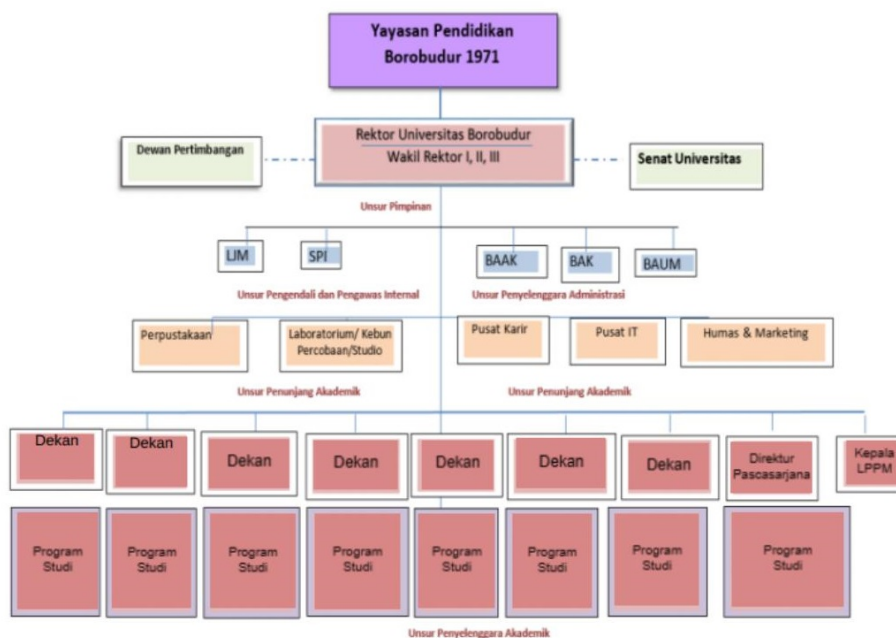 Yayasan Pendidikan
Borobudur 1971
Rektor Universitas Borobudur
Wakil Rektor I, II, III
Dewan Pertimbangan
Senat Universitas
Unsur Pimpinan
LJM
SPI
BAAK
BAK
BAUM
Unsur Pengendali dan Pengawas Internal
Unsur Penyelenggara Administrasi
Perpustakaan
Laboratorium/ Kebun
Percobaan/Studio
Pusat Karir
Pusat IT
Humas & Marketing
Unsur Penunjang Akademik
Unsur Penunjang Akademik
Dekan
Dekan
Dekan
Dekan
Dekan
Dekan
Dekan
Direktur
Pascasarjana
Kepala
LPPM
Program
Studi
Program
Studi
Program
Studi
Program
Studi
Program
Studi
Program
Studi
Program
Studi
Program
Studi
Unsur Penyelenggara Akademik